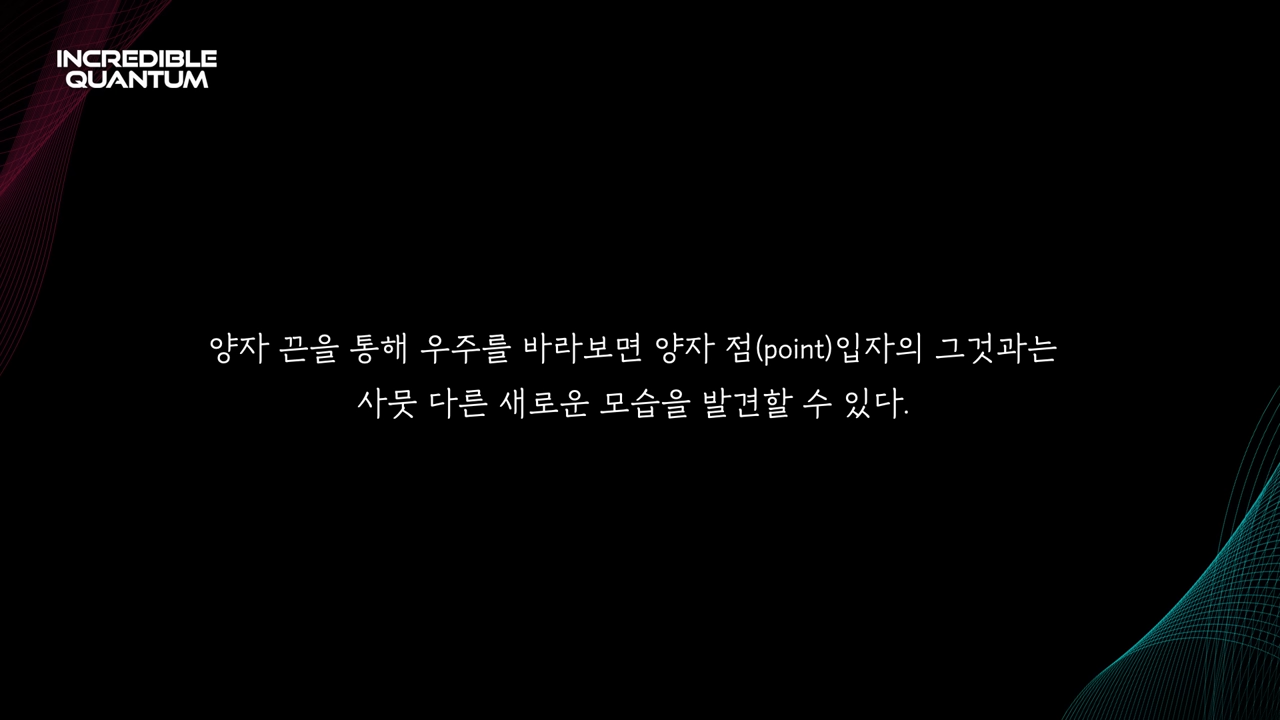 INCREDIBLE
QUANTUM
양자 끈을 통해 우주를 바라보면 양자 점(point)입자의 그것과는
사뭇 다른 새로운 모습을 발견할 수 있다.